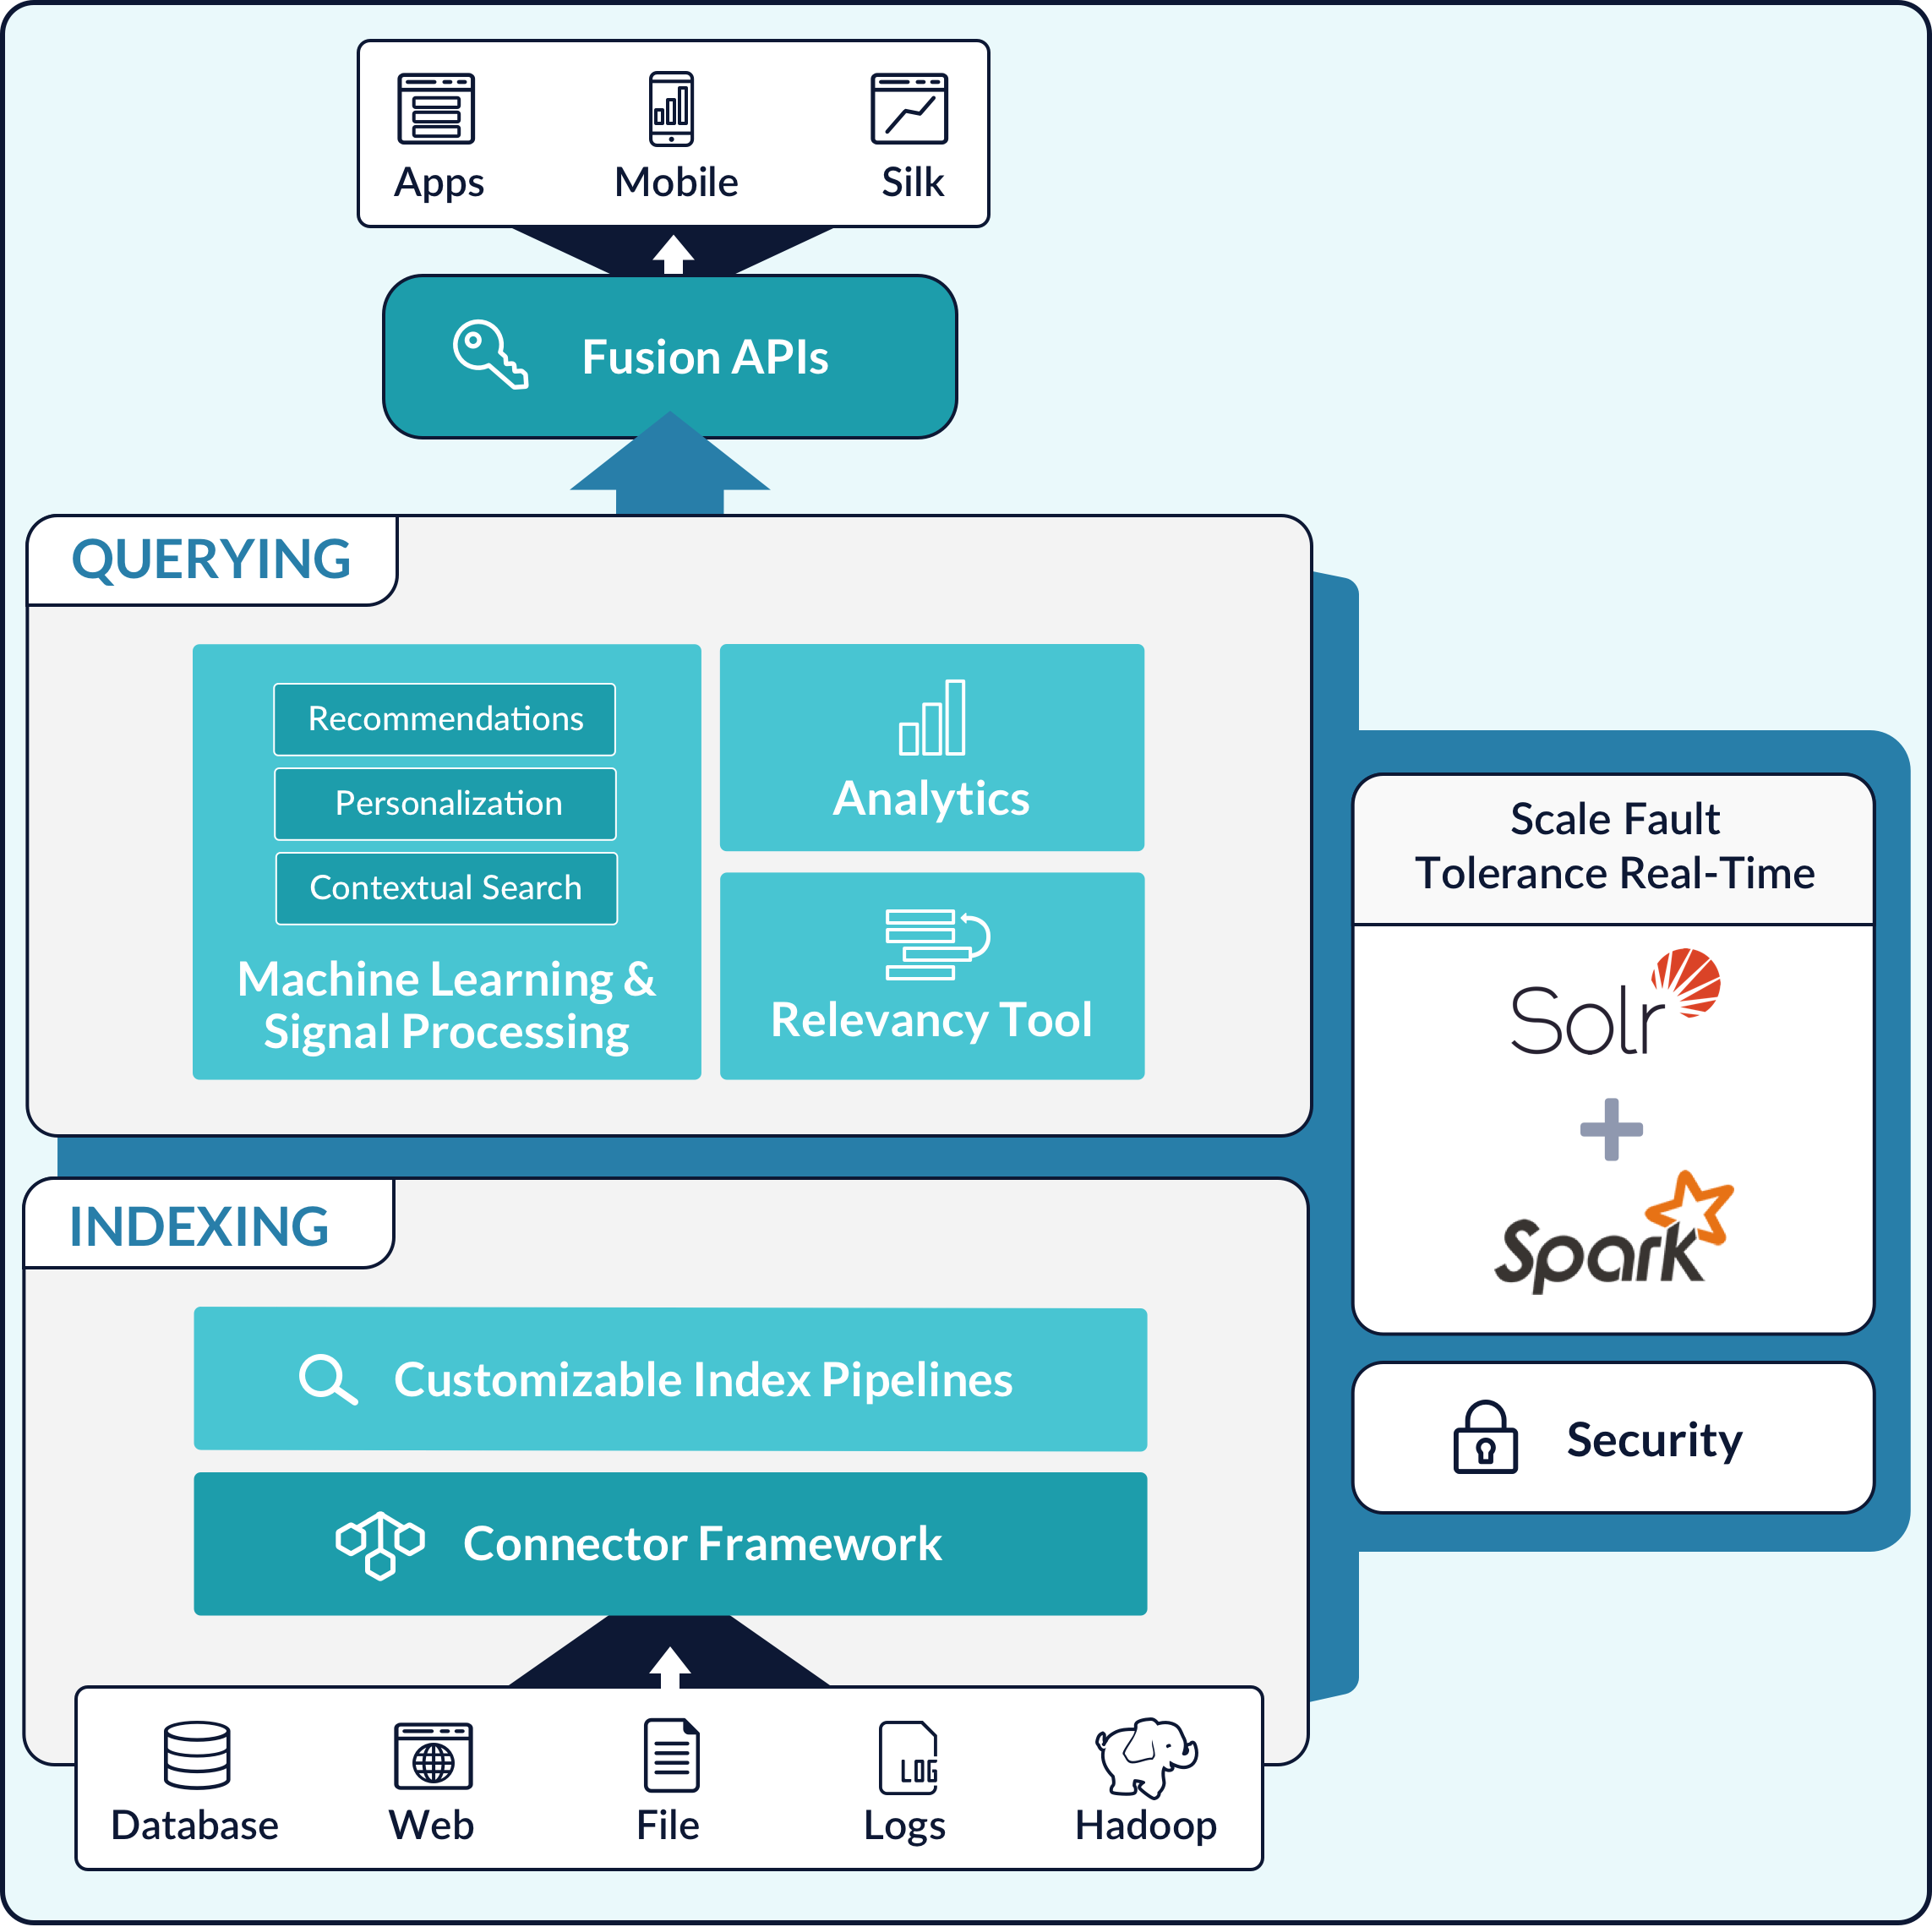 Apps
Mobile
Silk
Fusion APIs
QUERYING
Recommendations
Personalization
Contextual Search
Machine Learning &
Signal Processing
Analytics
Relevancy Tool
Scale Fault
Tolerance Real-Time
Solr
Spark
Security
INDEXING
Customizable Index Pipelines
Connector Framework
LOG
Database
Web
File
Logs
Hadoop